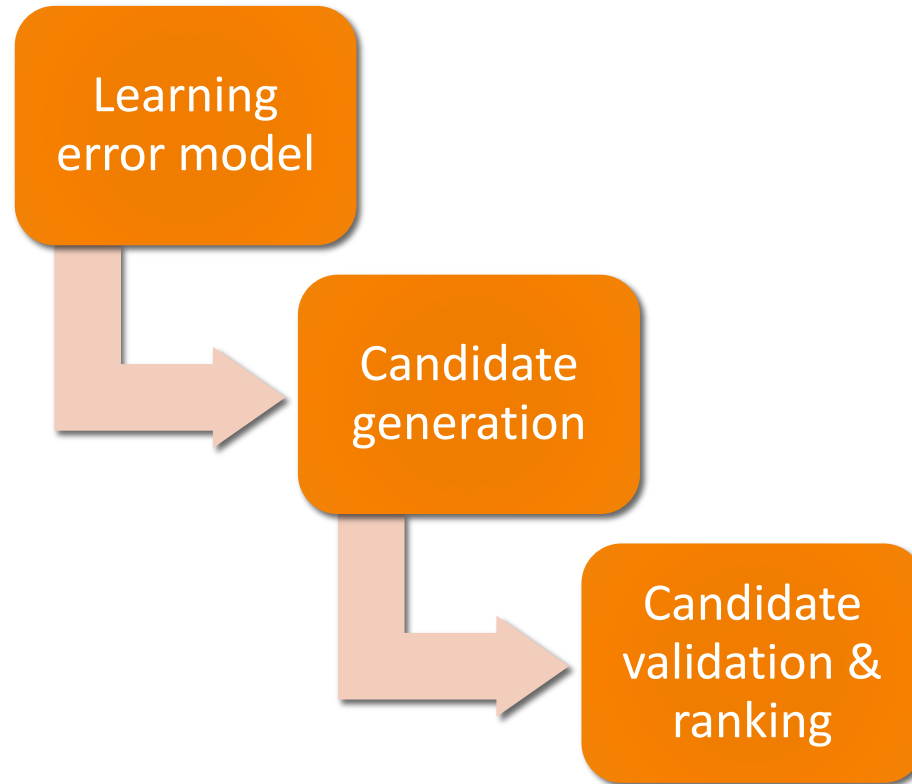 Learning
error model
Candidate
generation
Candidate
validation &
ranking